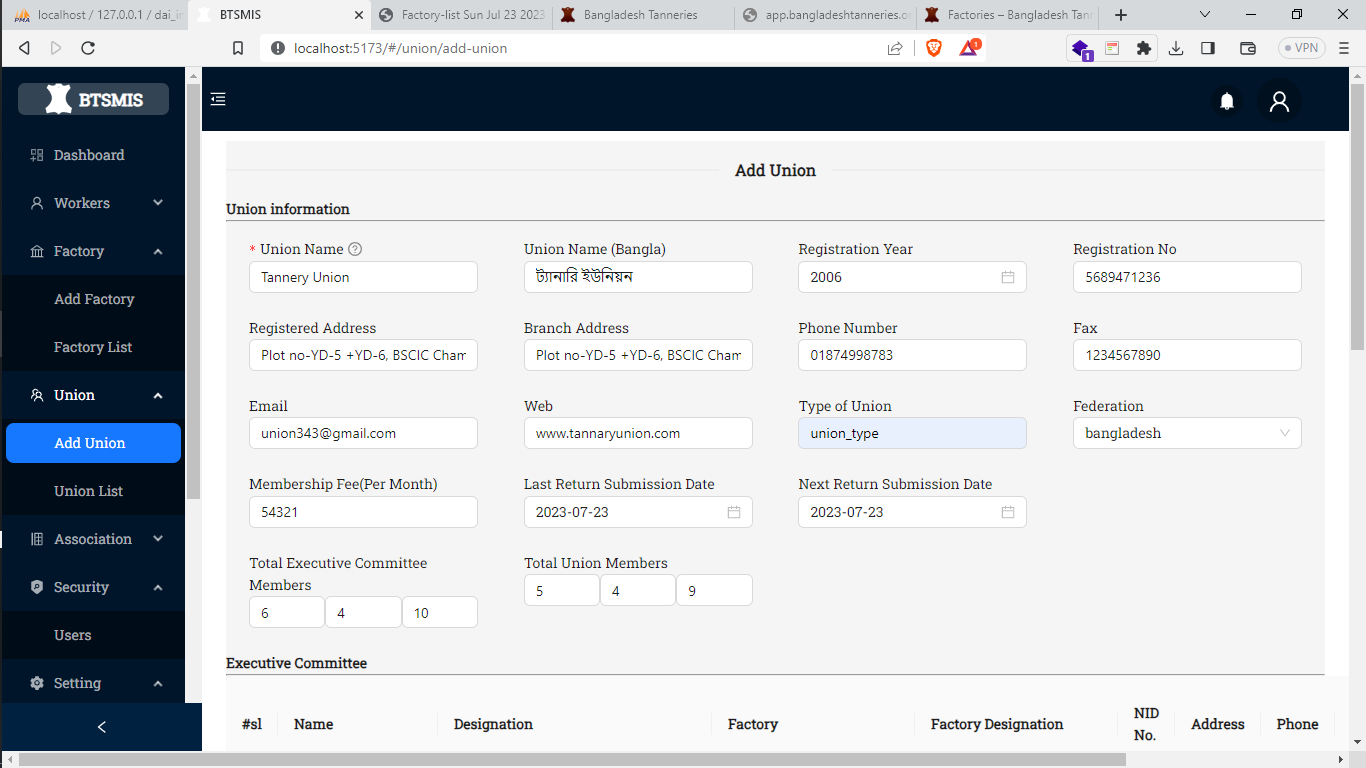 localhost / 127.0.0.1 / dai_in
BTSMIS
Factory-list Sun Jul 23 2023
Bangladesh Tanneries
app.bangladeshtanneries.o
Factories – Bangladesh Tann
localhost:5173/#/union/add-union
1
1
VPN
BTSMIS
Dashboard
Workers
Factory
Add Factory
Factory List
Union
Add Union
Union List
Association
Security
Users
Setting
Add Union
Union information
* Union Name
Union Name (Bangla)
Registration Year
Registration No
Tannery Union
ট্যানারি ইউনিয়ন
2006
5689471236
Registered Address
Branch Address
Phone Number
Fax
Plot no-YD-5 +YD-6, BSCIC Cham
Plot no-YD-5 +YD-6, BSCIC Cham
01874998783
1234567890
Email
Web
Type of Union
Federation
union343@gmail.com
www.tannaryunion.com
union_type
bangladesh
Membership Fee(Per Month)
Last Return Submission Date
Next Return Submission Date
54321
2023-07-23
2023-07-23
Total Executive Committee
Members
Total Union Members
6
4
10
5
4
9
Executive Committee
#sl
Name
Designation
Factory
Factory Designation
NID
No.
Address
Phone